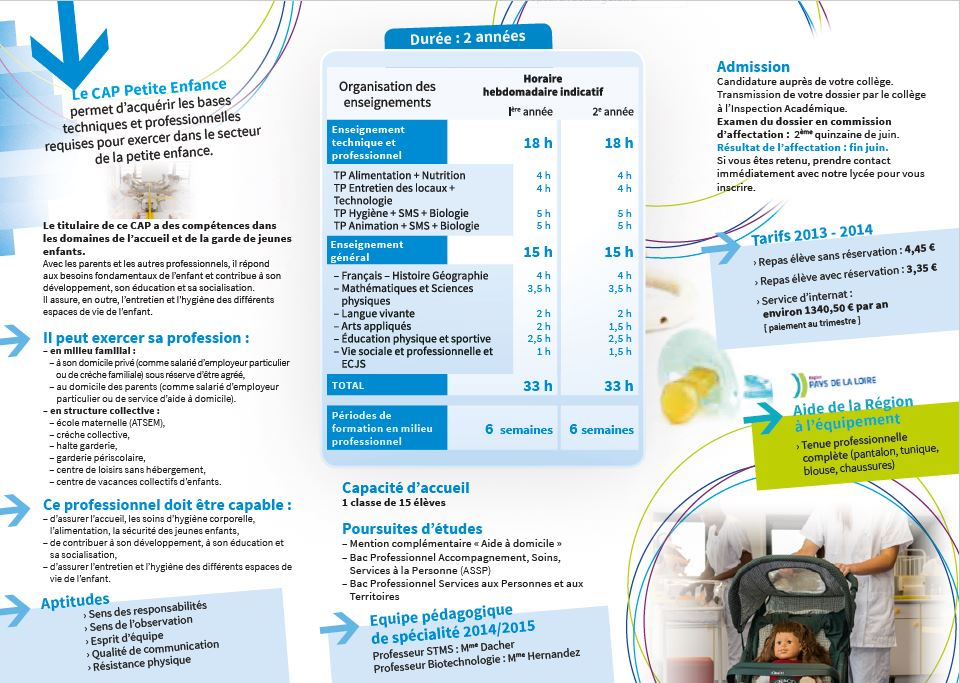 Le CAP Petite Enfance
permet d'acquérir les bases
techniques et professionnelles
requises pour exercer dans le secteur
de la petite enfance.
Le titulaire de ce CAP a des compétences dans
les domaines de l'accueil et de la garde de jeunes
enfants.
Avec les parents et les autres professionnels, il répond
aux besoins fondamentaux de l'enfant et contribue à son
développement, son éducation et sa socialisation.
Il assure, en outre, l'entretien et l'hygiène des différents
espaces de vie de l'enfant.
Il peut exercer sa profession :
– en milieu familial :
– à son domicile privé (comme salarié d'employeur particulier
ou de crèche familiale) sous réserve d'être agréé,
– au domicile des parents (comme salarié d'employeur
particulier ou de service d'aide à domicile).
– en structure collective :
– école maternelle (ATSEM),
– crèche collective,
– halte garderie,
– garderie périscolaire,
– centre de loisirs sans hébergement,
– centre de vacances collectifs d'enfants.
Ce professionnel doit être capable :
– d'assurer l'accueil, les soins d'hygiène corporelle,
l'alimentation, la sécurité des jeunes enfants,
– de contribuer à son développement, à son éducation et
sa socialisation,
– d'assurer l'entretien et l'hygiène des différents espaces de
vie de l'enfant.
Aptitudes
› Sens des responsabilités
› Sens de l'observation
› Esprit d'équipe
› Qualité de communication
› Résistance physique
Durée : 2 années
Organisation des
enseignements
Horaire
hebdomadaire indicatif
1ère année 2e année
Enseignement
technique et
professionnel 18 h 18 h
TP Alimentation + Nutrition 4 h 4 h
TP Entretien des locaux + 4 h 4 h
Technologie
TP Hygiène + SMS + Biologie 5 h 5 h
TP Animation + SMS + Biologie 5 h 5 h
Enseignement
général 15 h 15 h
– Français – Histoire Géographie 4 h 4 h
– Mathématiques et Sciences 3,5 h 3,5 h
physiques
– Langue vivante 2 h 2 h
– Arts appliqués 2 h 1,5 h
– Éducation physique et sportive 2,5 h 2,5 h
– Vie sociale et professionnelle et 1 h 1,5 h
ECJS
TOTAL 33 h 33 h
Périodes de
formation en milieu
professionnel 6 semaines 6 semaines
Capacité d'accueil
1 classe de 15 élèves
Poursuites d'études
– Mention complémentaire « Aide à domicile »
– Bac Professionnel Accompagnement, Soins,
Services à la Personne (ASSP)
– Bac Professionnel Services aux Personnes et aux
Territoires
Equipe pédagogique
de spécialité 2014/2015
Professeur STMS : Mme Dacher
Professeur Biotechnologie : Mme Hernandez
Admission
Candidature auprès de votre collège.
Transmission de votre dossier par le collège
à l'Inspection Académique.
Examen du dossier en commission
d'affectation : 2ème quinzaine de juin.
Résultat de l'affectation : fin juin.
Si vous êtes retenu, prendre contact
immédiatement avec notre lycée pour vous
inscrire.
Tarifs 2013 - 2014
› Repas élève sans réservation : 4,45 €
› Repas élève avec réservation : 3,35 €
› Service d'internat :
environ 1340,50 € par an
[ paiement au trimestre ]
Région
PAYS DE LA LOIRE
Aide de la Région
à l'équipement
› Tenue professionnelle
complète (pantalon, tunique,
blouse, chaussures)